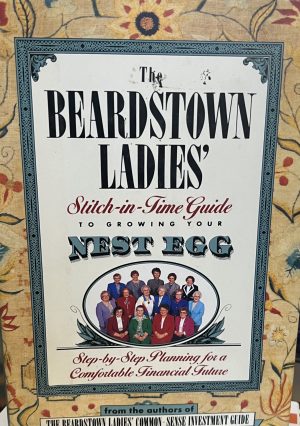 The
BEARDSTOWN
LADIES'
Stitch-in-Time Guide
TO GROWING YOUR
NEST EGG
Step-by-Step Planning for a
Comfortable Financial Future
from the authors of
THE BEARDSTOWN LADIES' COMMON-SENSE INVESTMENT GUIDE